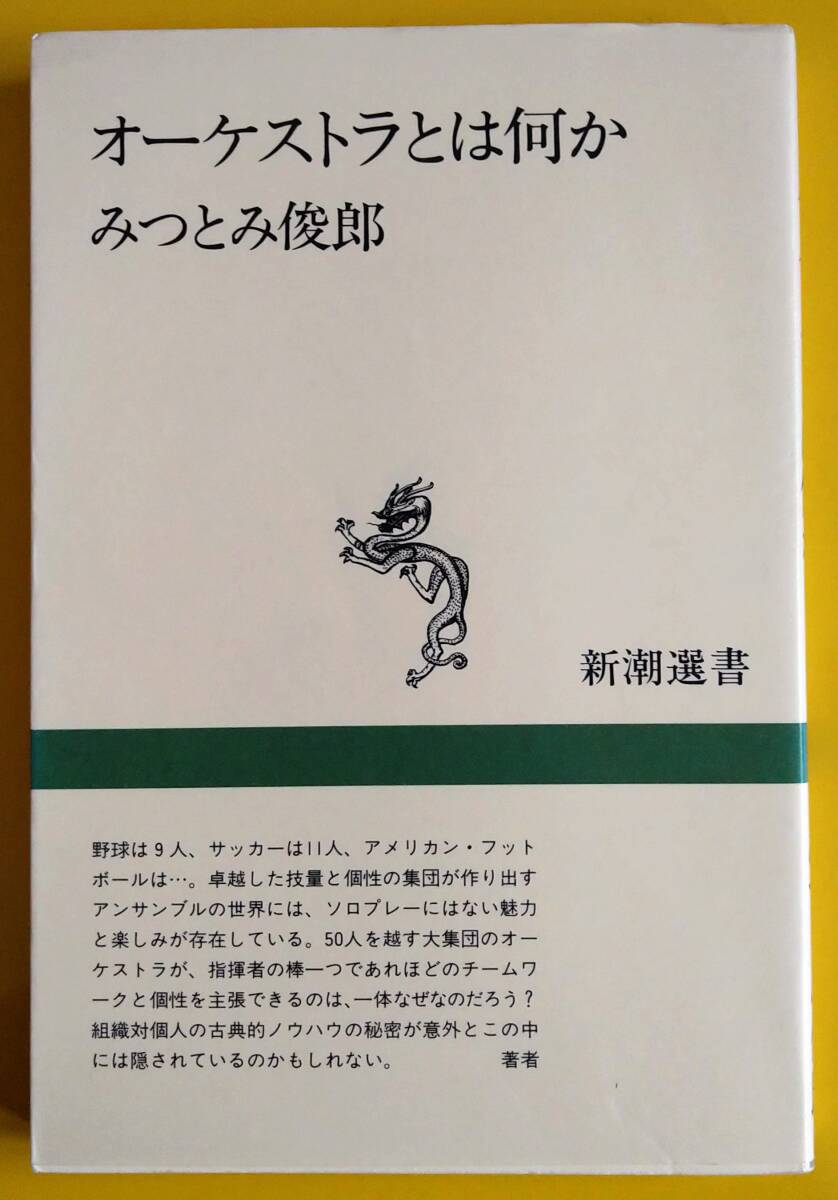 オーケストラとは何か
みつとみ俊郎
新潮選書
野球は9人、サッカーは11人、アメリカン・フット
ボールは…。卓越した技量と個性の集団が作り出す
アンサンブルの世界には、ソロプレーにはない魅力
と楽しみが存在している。50人を越す大集団のオー
ケストラが、指揮者の棒一つであれほどのチームワ
ークと個性を主張できるのは、一体なぜなのだろう?
組織対個人の古典的ノウハウの秘密が意外とこの中
には隠されているのかもしれない。 著者